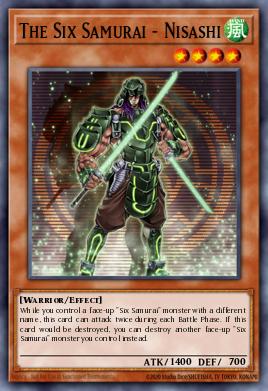 The Six Samurai - Nisashi
WIND
風
[Warrior/Effect]
While you control a face-up "Six Samurai" monster with a different
name, this card can attack twice during each Battle Phase. If this
card would be destroyed, you can destroy another face-up "Six
Samurai" monster you control instead.
ATK/1400 DEF/ 700